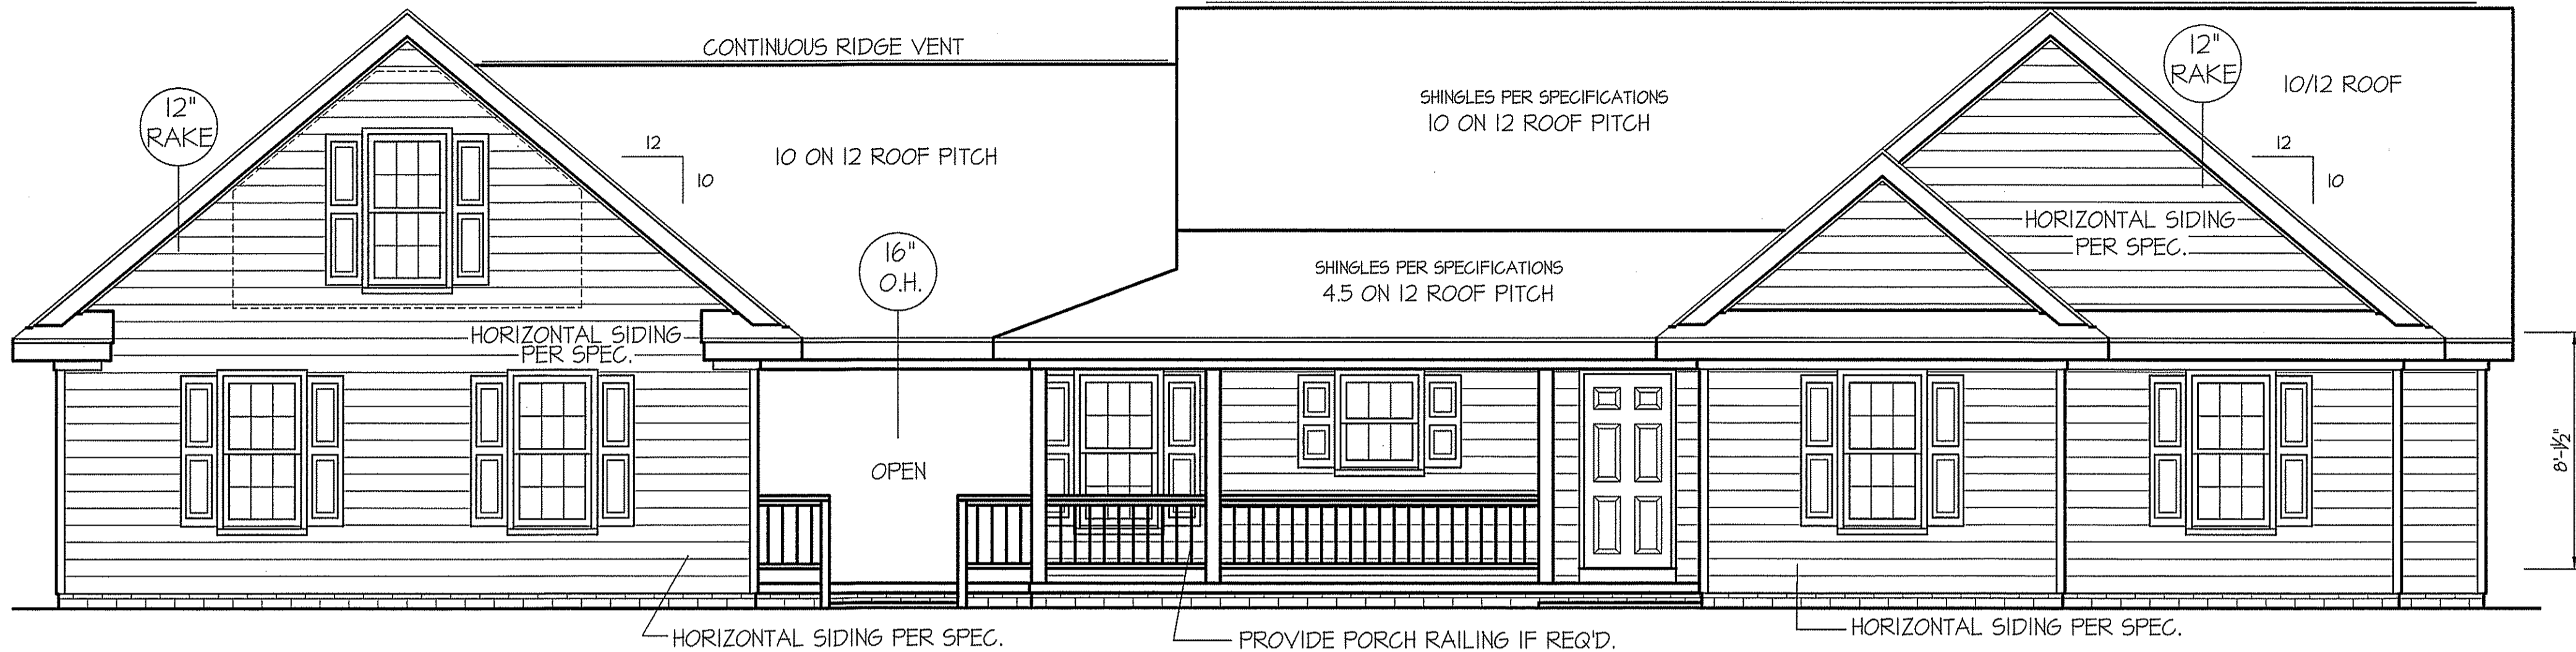 CONTINUOUS RIDGE VENT
12"
RAKE
12
10
10 ON 12 ROOF PITCH
SHINGLES PER SPECIFICATIONS
10 ON 12 ROOF PITCH
12"
RAKE
10/12 ROOF
12
10
HORIZONTAL SIDING
PER SPEC.
16"
O.H.
SHINGLES PER SPECIFICATIONS
4.5 ON 12 ROOF PITCH
HORIZONTAL SIDING
PER SPEC.
OPEN
8'-1½"
HORIZONTAL SIDING PER SPEC.
PROVIDE PORCH RAILING IF REQ'D.
HORIZONTAL SIDING PER SPEC.